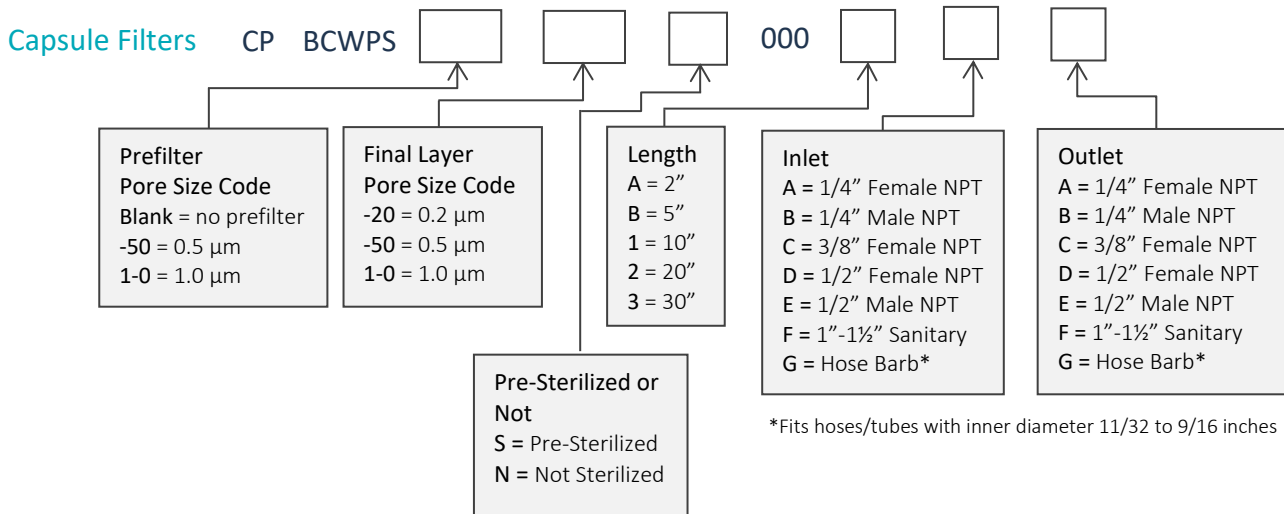 Capsule Filters CP BCWPS 000
Prefilter
Pore Size Code
Blank = no prefilter
-50 = 0.5 µm
1-0 = 1.0 µm
Final Layer
Pore Size Code
-20 = 0.2 µm
-50 = 0.5 µm
1-0 = 1.0 µm
Pre-Sterilized or
Not
S = Pre-Sterilized
N = Not Sterilized
Length
A = 2”
B = 5”
1 = 10”
2 = 20”
3 = 30”
Inlet
A = 1/4” Female NPT
B = 1/4” Male NPT
C = 3/8” Female NPT
D = 1/2” Female NPT
E = 1/2” Male NPT
F = 1”-1½” Sanitary
G = Hose Barb*
Outlet
A = 1/4” Female NPT
B = 1/4” Male NPT
C = 3/8” Female NPT
D = 1/2” Female NPT
E = 1/2” Male NPT
F = 1”-1½” Sanitary
G = Hose Barb*
*Fits hoses/tubes with inner diameter 11/32 to 9/16 inches